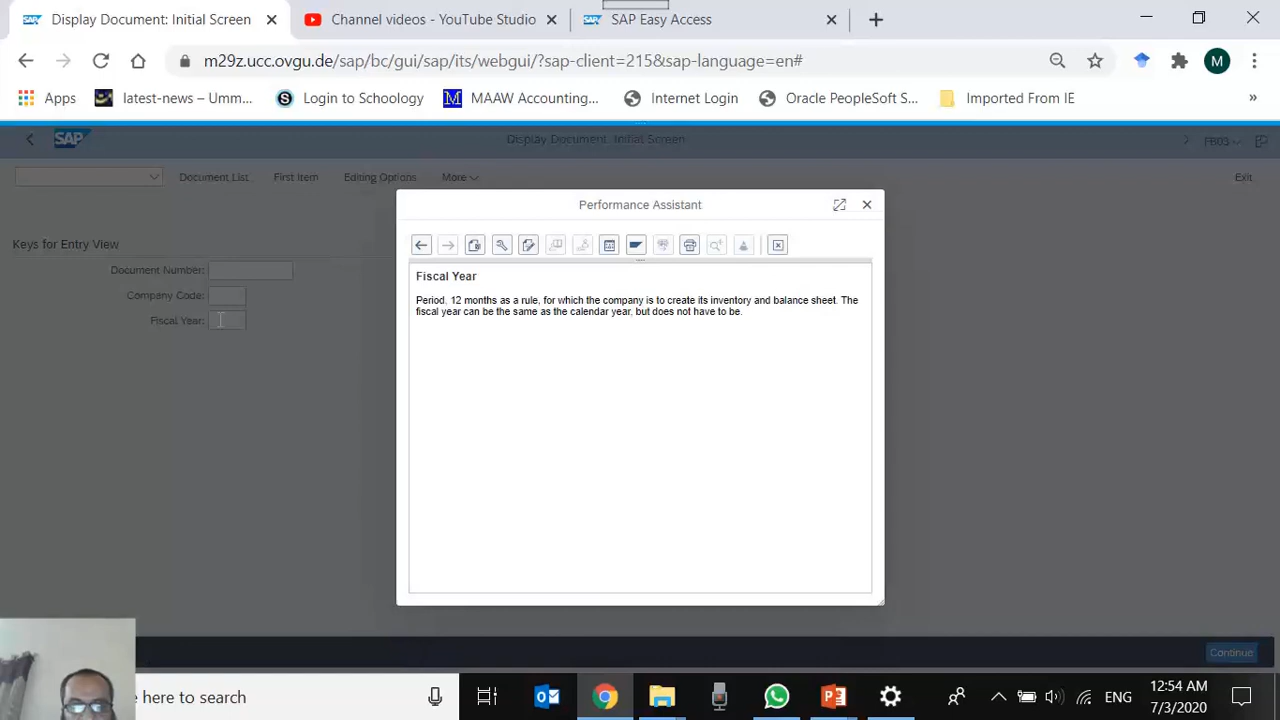 SAP Display Document: Initial Screen
Channel videos - YouTube Studio
SAP SAP Easy Access
m29z.ucc.ovgu.de/sap/bc/gui/sap/its/webgui/?sap-client=215&sap-language=en#
M
Apps
latest-news – Umm...
S Login to Schoology
M MAAW Accounting...
Internet Login
Oracle PeopleSoft S...
Imported From IE
»
SAP
Display Document: Initial Screen
FB03
Document List
First Item
Editing Options
More
Exit
Performance Assistant
Keys for Entry View
Document Number:
Company Code:
Fiscal Year:
Fiscal Year
Period. 12 months as a rule, for which the company is to create its inventory and balance sheet. The
fiscal year can be the same as the calendar year, but does not have to be.
Continue
here to search
ENG
12:54 AM
7/3/2020